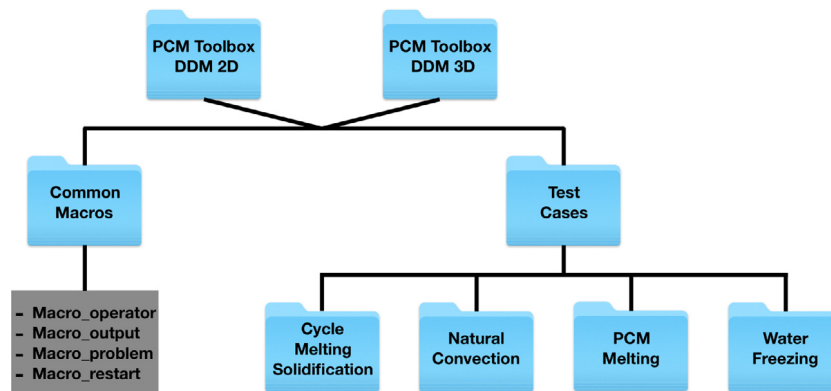 PCM Toolbox
DDM 2D
PCM Toolbox
DDM 3D
Common
Macros
Test
Cases
- Macro_operator
- Macro_output
- Macro_problem
- Macro_restart
Cycle
Melting
Solidification
Natural
Convection
PCM
Melting
Water
Freezing